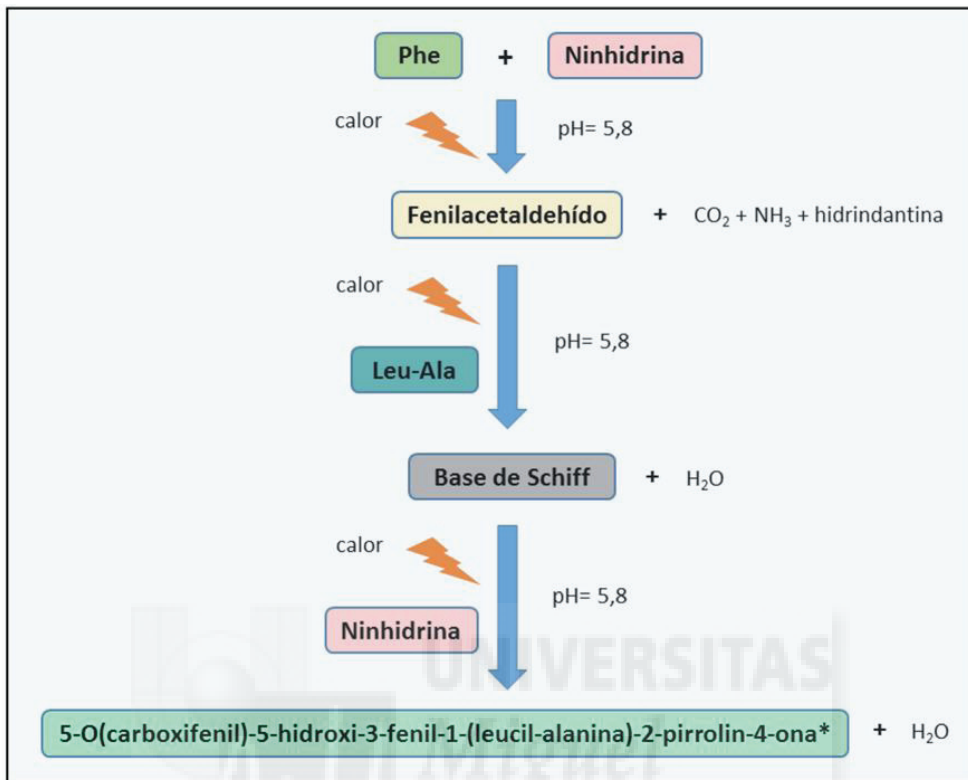 Phe + Ninhidrina
calor
pH= 5,8
Fenilacetaldehído + CO₂ + NH₃ + hidrindantina
calor
pH= 5,8
Leu-Ala
Base de Schiff + H₂O
calor
pH= 5,8
Ninhidrina
UNIVERSITAS
Miguel
5-O(carboxifenil)-5-hidroxi-3-fenil-1-(leucil-alanina)-2-pirrolin-4-ona* + H₂O